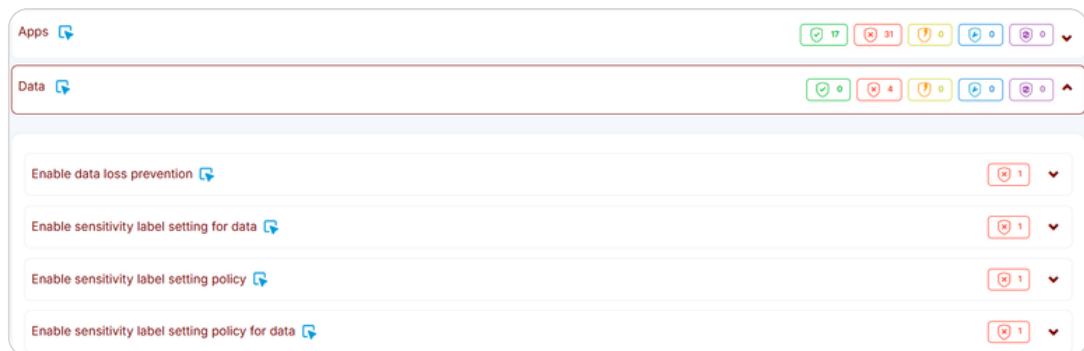 Apps 17 31 0 0 0
Data 0 4 0 0 0
Enable data loss prevention 1
Enable sensitivity label setting for data 1
Enable sensitivity label setting policy 1
Enable sensitivity label setting policy for data 1